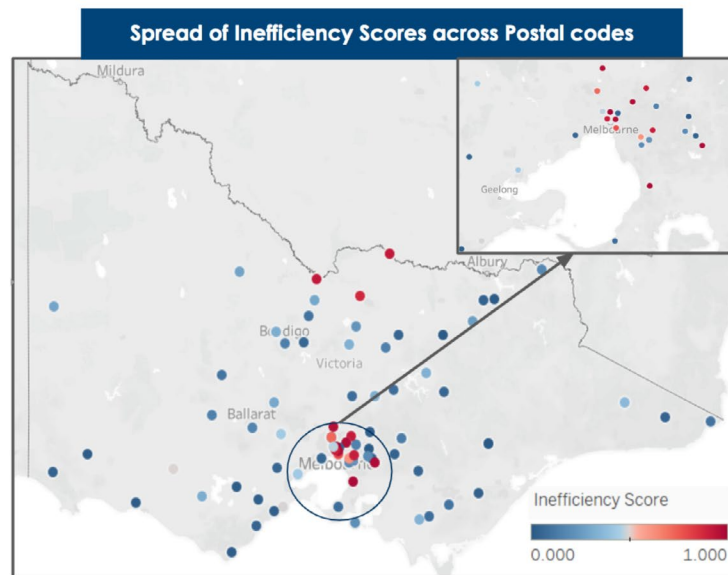 Spread of Inefficiency Scores across Postal codes
Mildura
Melbourne
Geelong
Albury
Bendigo
Victoria
Ballarat
Melbourne
Inefficiency Score
0.000 1.000